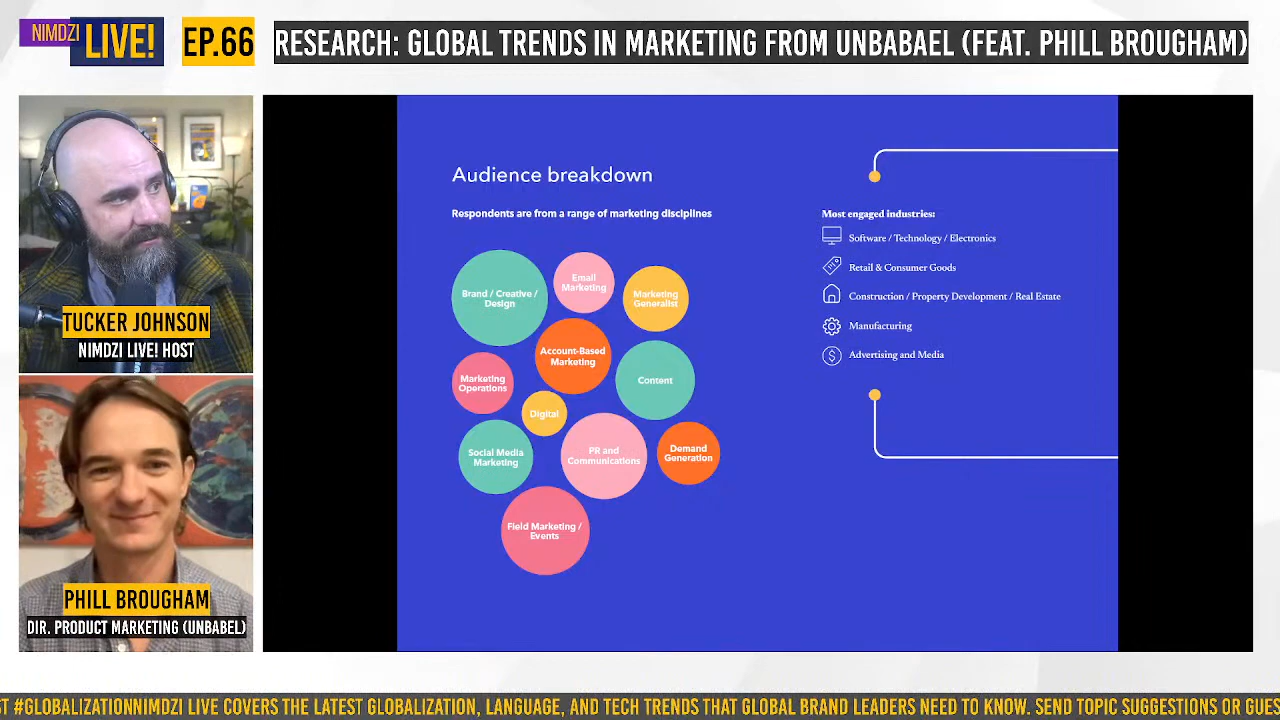 NIMDZI
LIVE!
EP.66
RESEARCH: GLOBAL TRENDS IN MARKETING FROM UNBABAEL (FEAT. PHILL BROUGHAM)
TUCKER JOHNSON
NIMDZI LIVE! HOST
PHILL BROUGHAM
DIR. PRODUCT MARKETING (UNBABEL)
Audience breakdown
Respondents are from a range of marketing disciplines
Brand / Creative /
Design
Email
Marketing
Marketing
Generalist
Account-Based
Marketing
Marketing
Operations
Content
Digital
Social Media
Marketing
PR and
Communications
Demand
Generation
Field Marketing /
Events
Most engaged industries:
Software / Technology / Electronics
Retail & Consumer Goods
Construction / Property Development / Real Estate
Manufacturing
$
Advertising and Media
ST #GLOBALIZATIONNIMDZI LIVE COVERS THE LATEST GLOBALIZATION, LANGUAGE, AND TECH TRENDS THAT GLOBAL BRAND LEADERS NEED TO KNOW. SEND TOPIC SUGGESTIONS OR GUES